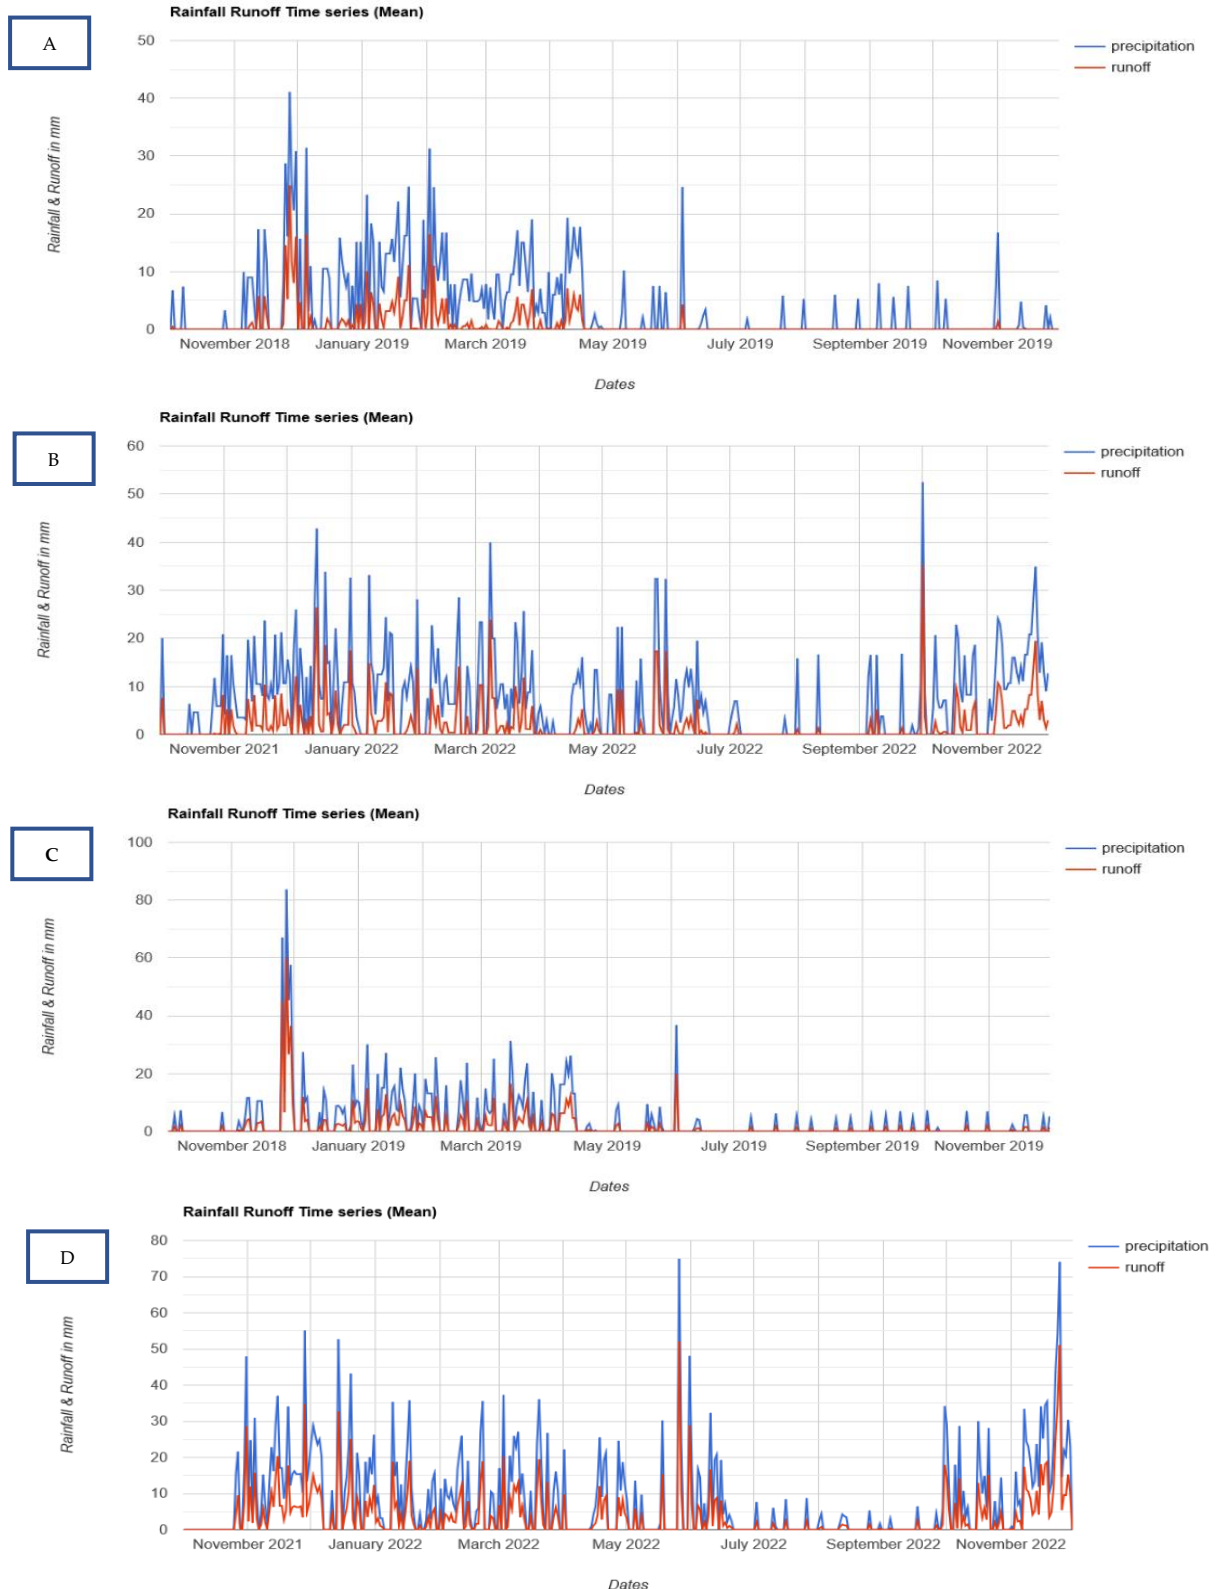 Rainfall Runoff Time series (Mean)
A
50
40
30
20
10
0
Rainfall & Runoff in mm
precipitation
runoff
November 2018 January 2019 March 2019 May 2019 July 2019 September 2019 November 2019
Dates
Rainfall Runoff Time series (Mean)
B
60
50
40
30
20
10
0
Rainfall & Runoff in mm
precipitation
runoff
November 2021 January 2022 March 2022 May 2022 July 2022 September 2022 November 2022
Dates
Rainfall Runoff Time series (Mean)
C
100
80
60
40
20
0
Rainfall & Runoff in mm
precipitation
runoff
November 2018 January 2019 March 2019 May 2019 July 2019 September 2019 November 2019
Dates
Rainfall Runoff Time series (Mean)
D
80
70
60
50
40
30
20
10
0
Rainfall & Runoff in mm
precipitation
runoff
November 2021 January 2022 March 2022 May 2022 July 2022 September 2022 November 2022
Dates